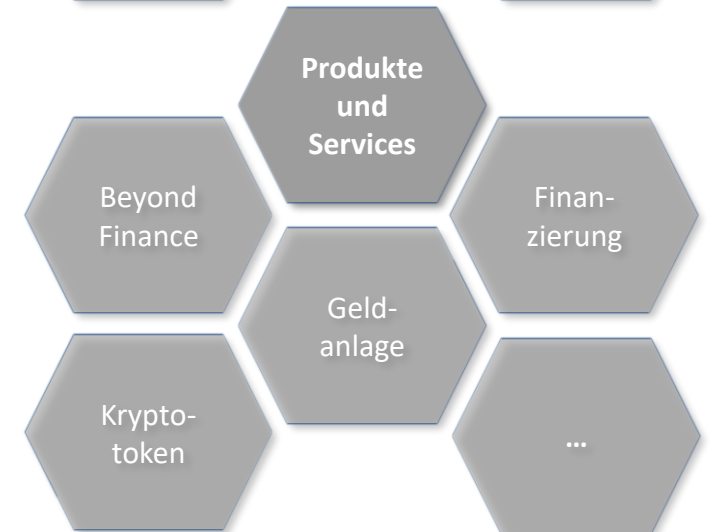 Produkte
und
Services
Beyond
Finance
Finan-
zierung
Geld-
anlage
Krypto-
token
...